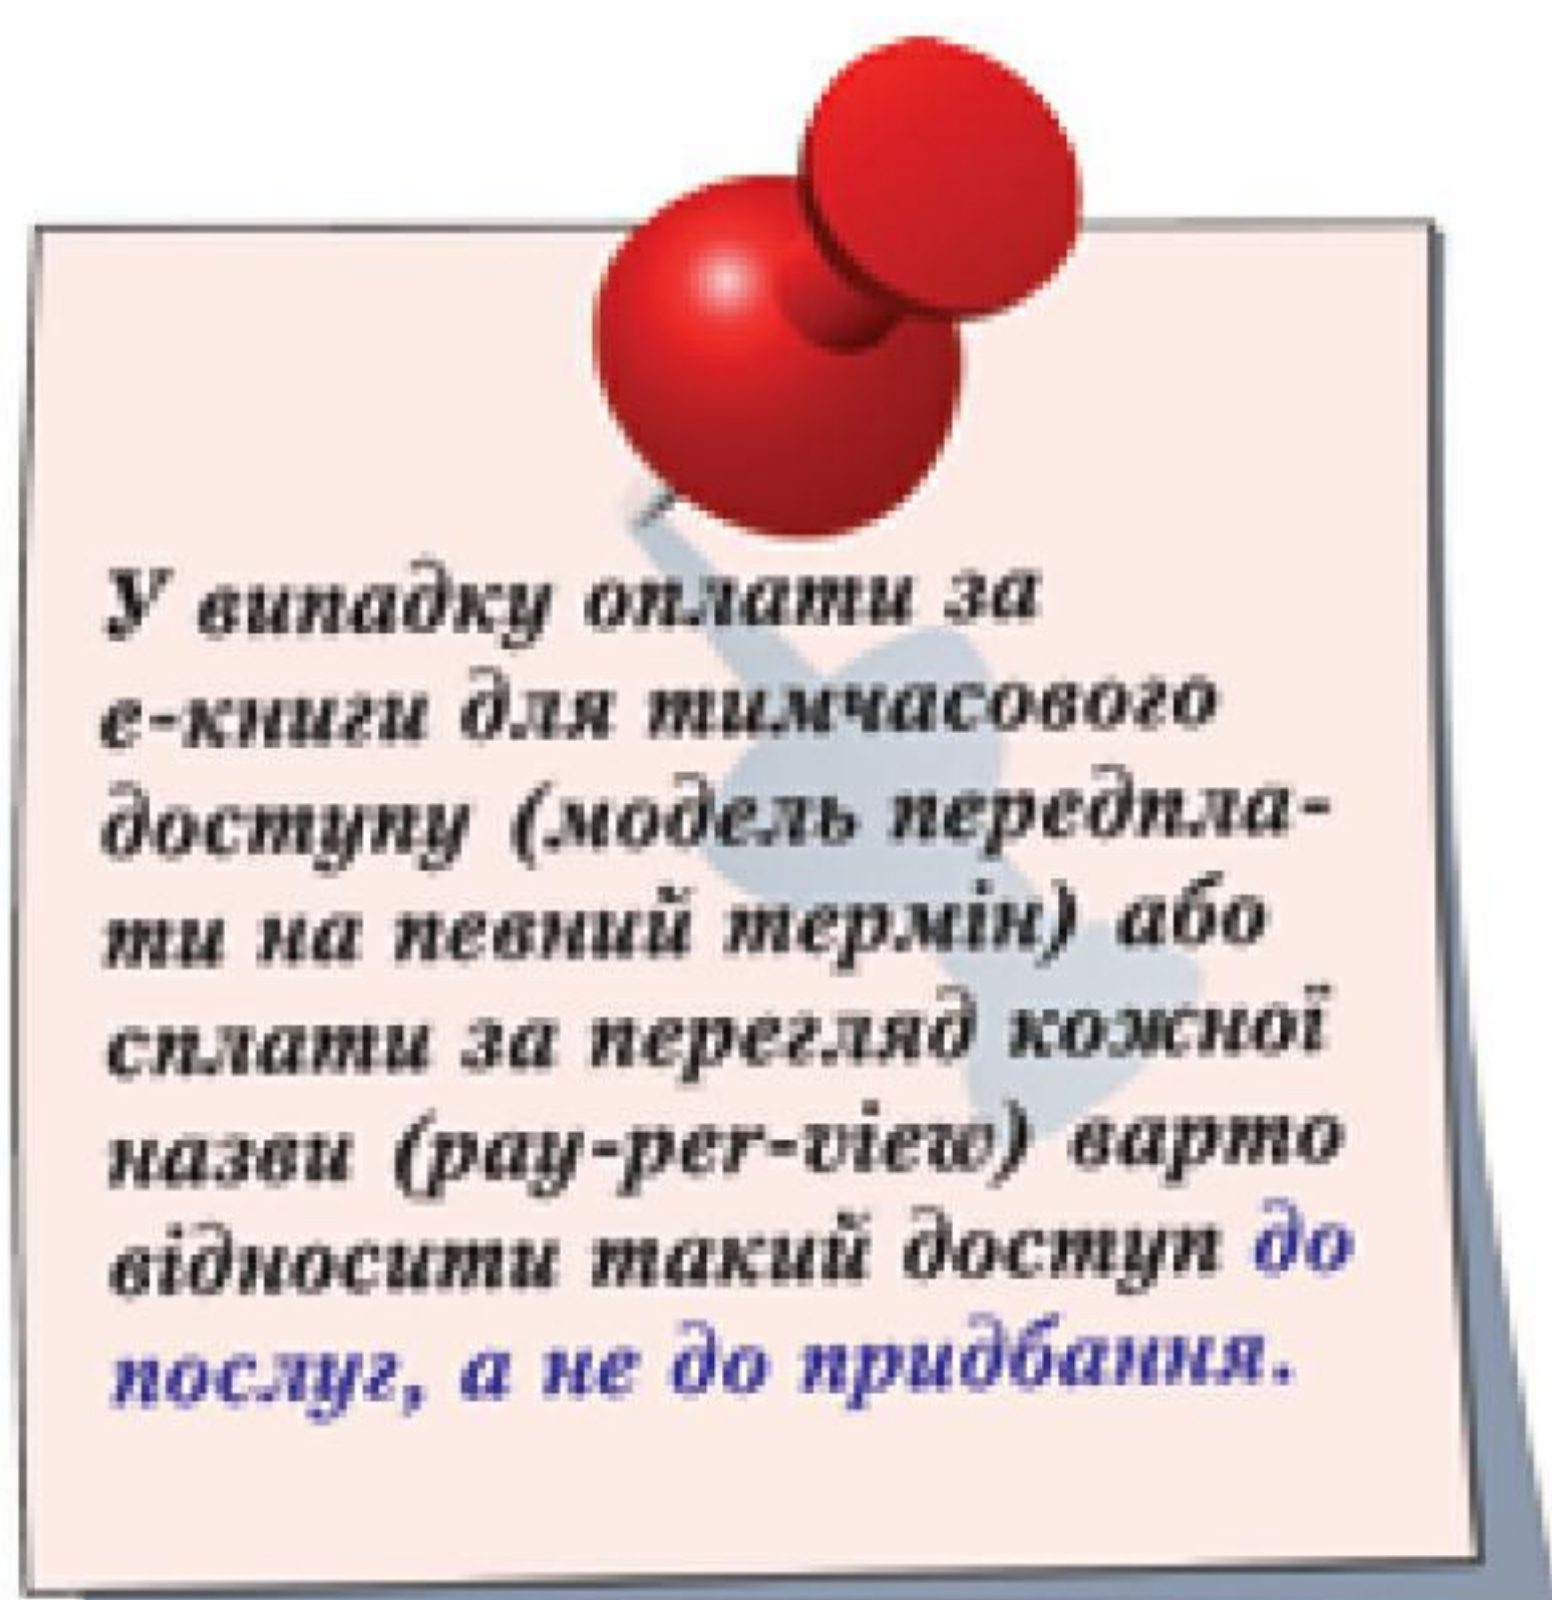 У випадку оплати за
е-книги для тимчасового
доступу (модель передпла-
ти на певний термін) або
сплати за перегляд кожної
назви (pay-per-view) варто
відносити такий доступ до
послуг, а не до придбання.